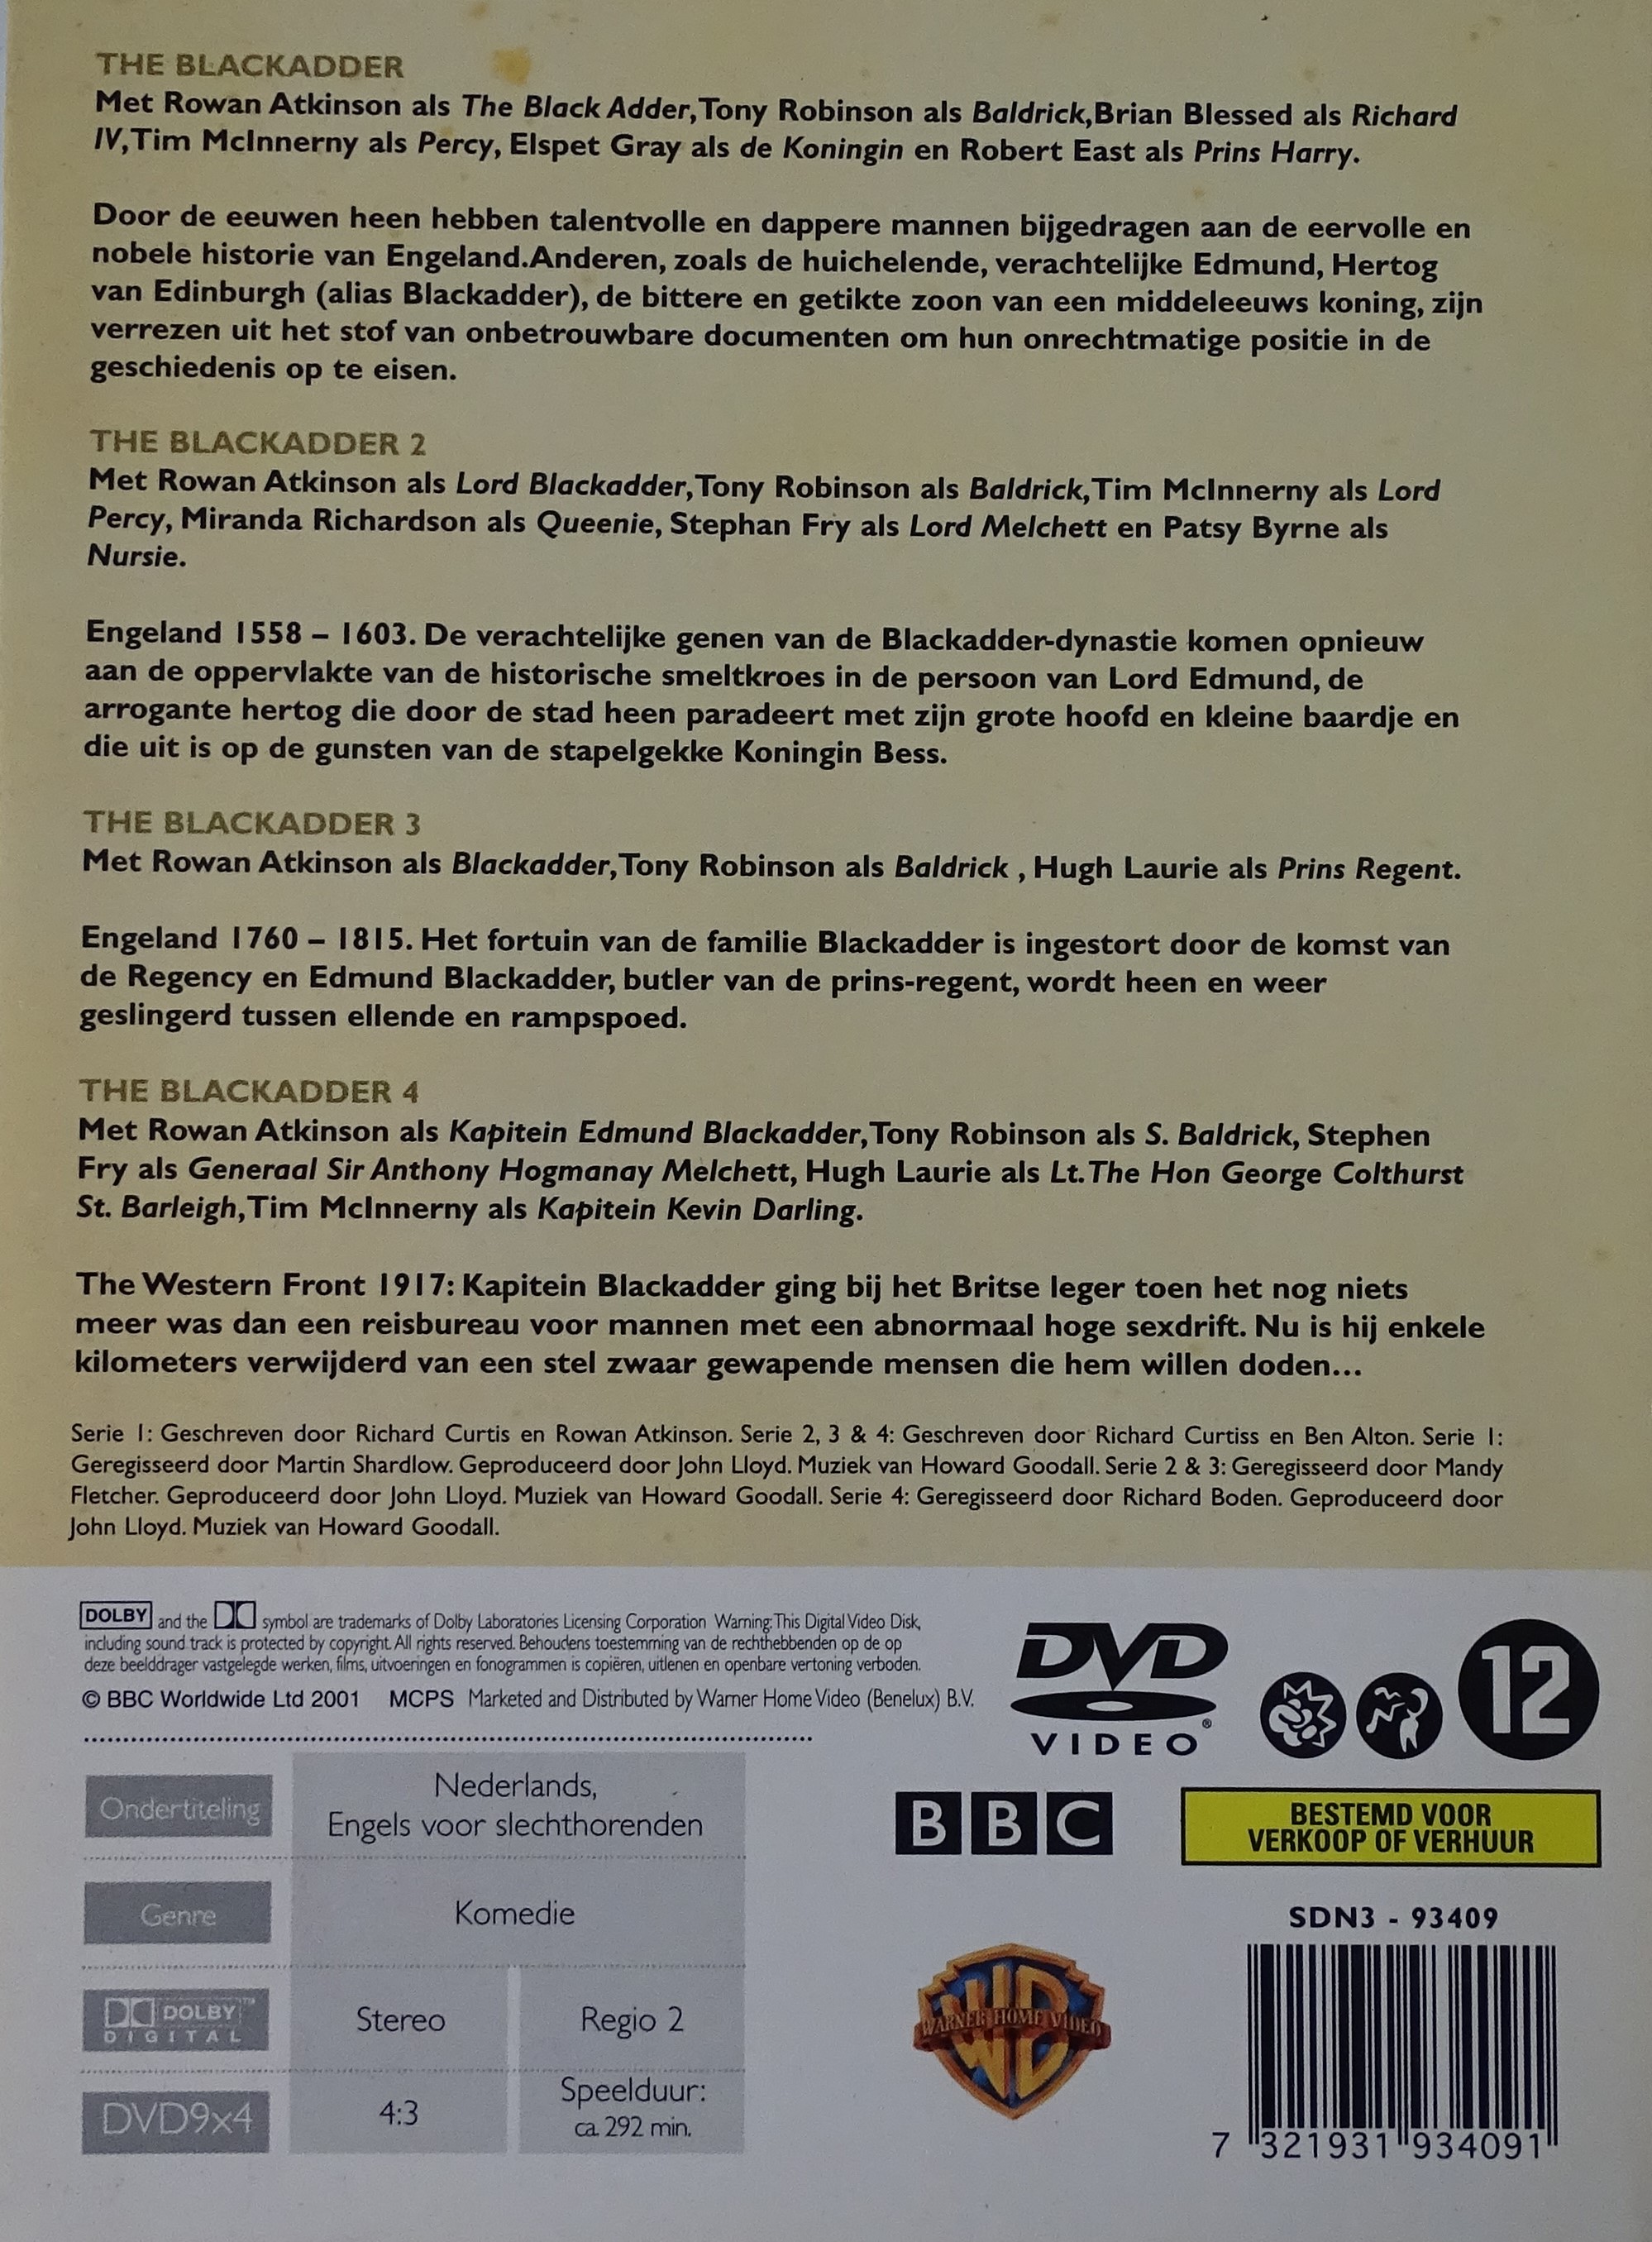 THE BLACKADDER
Met Rowan Atkinson als The Black Adder,Tony Robinson als Baldrick,Brian Blessed als Richard
IV,Tim McInnerny als Percy, Elspet Gray als de Koningin en Robert East als Prins Harry.
Door de eeuwen heen hebben talentvolle en dappere mannen bijgedragen aan de eervolle en
nobele historie van Engeland.Anderen, zoals de huichelende, verachtelijke Edmund, Hertog
van Edinburgh (alias Blackadder), de bittere en getikte zoon van een middeleeuws koning, zijn
verrezen uit het stof van onbetrouwbare documenten om hun onrechtmatige positie in de
geschiedenis op te eisen.
THE BLACKADDER 2
Met Rowan Atkinson als Lord Blackadder,Tony Robinson als Baldrick,Tim McInnerny als Lord
Percy, Miranda Richardson als Queenie, Stephan Fry als Lord Melchett en Patsy Byrne als
Nursie.
Engeland 1558 – 1603. De verachtelijke genen van de Blackadder-dynastie komen opnieuw
aan de oppervlakte van de historische smeltkroes in de persoon van Lord Edmund, de
arrogante hertog die door de stad heen paradeert met zijn grote hoofd en kleine baardje en
die uit is op de gunsten van de stapelgekke Koningin Bess.
THE BLACKADDER 3
Met Rowan Atkinson als Blackadder,Tony Robinson als Baldrick , Hugh Laurie als Prins Regent.
Engeland 1760 – 1815. Het fortuin van de familie Blackadder is ingestort door de komst van
de Regency en Edmund Blackadder, butler van de prins-regent, wordt heen en weer
geslingerd tussen ellende en rampspoed.
THE BLACKADDER 4
Met Rowan Atkinson als Kapitein Edmund Blackadder,Tony Robinson als S. Baldrick, Stephen
Fry als Generaal Sir Anthony Hogmanay Melchett, Hugh Laurie als Lt. The Hon George Colthurst
St. Barleigh,Tim McInnerny als Kapitein Kevin Darling.
The Western Front 1917: Kapitein Blackadder ging bij het Britse leger toen het nog niets
meer was dan een reisbureau voor mannen met een abnormaal hoge sexdrift. Nu is hij enkele
kilometers verwijderd van een stel zwaar gewapende mensen die hem willen doden...
Serie 1: Geschreven door Richard Curtis en Rowan Atkinson. Serie 2, 3 & 4: Geschreven door Richard Curtiss en Ben Alton. Serie 1:
Geregisseerd door Martin Shardlow. Geproduceerd door John Lloyd. Muziek van Howard Goodall. Serie 2 & 3: Geregisseerd door Mandy
Fletcher. Geproduceerd door John Lloyd. Muziek van Howard Goodall. Serie 4: Geregisseerd door Richard Boden. Geproduceerd door
John Lloyd. Muziek van Howard Goodall.
DOLBY and the symbol are trademarks of Dolby Laboratories Licensing Corporation Warning: This Digital Video Disk,
including sound track is protected by copyright. All rights reserved. Behoudens toestemming van de rechthebbenden op de op
deze beelddrager vastgelegde werken, films, uitvoeringen en fonogrammen is copiëren, uitlenen en openbare vertoning verboden.
© BBC Worldwide Ltd 2001 MCPS Marketed and Distributed by Warner Home Video (Benelux) B.V.
DVD
VIDEO®
12
Ondertiteling
Nederlands,
Engels voor slechthorenden
BBC
BESTEMD VOOR
VERKOOP OF VERHUUR
Genre
Komedie
SDN3 - 93409
DOLBY™
DIGITAL
Stereo
Regio 2
WARNER HOME VIDEO
DVD9x4
4:3
Speelduur:
ca. 292 min.
7 321931 934091